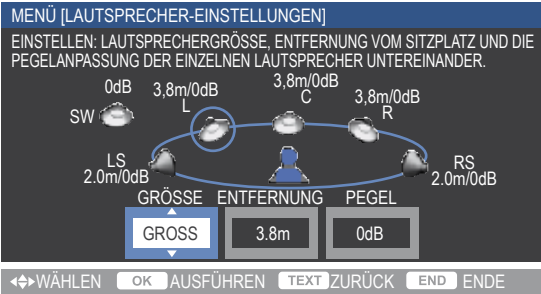 MENÜ [LAUTSPRECHER-EINSTELLUNGEN]
EINSTELLEN: LAUTSPRECHERGRÖSSE, ENTFERNUNG VOM SITZPLATZ UND DIE
PEGELANPASSUNG DER EINZELNEN LAUTSPRECHER UNTEREINANDER.
0dB
SW
3,8m/0dB
L
3,8m/0dB
C
3,8m/0dB
R
LS
2.0m/0dB
RS
2.0m/0dB
GRÖSSE ENTFERNUNG PEGEL
GROSS 3.8m 0dB
WÄHLEN OK AUSFÜHREN TEXT ZURÜCK END ENDE